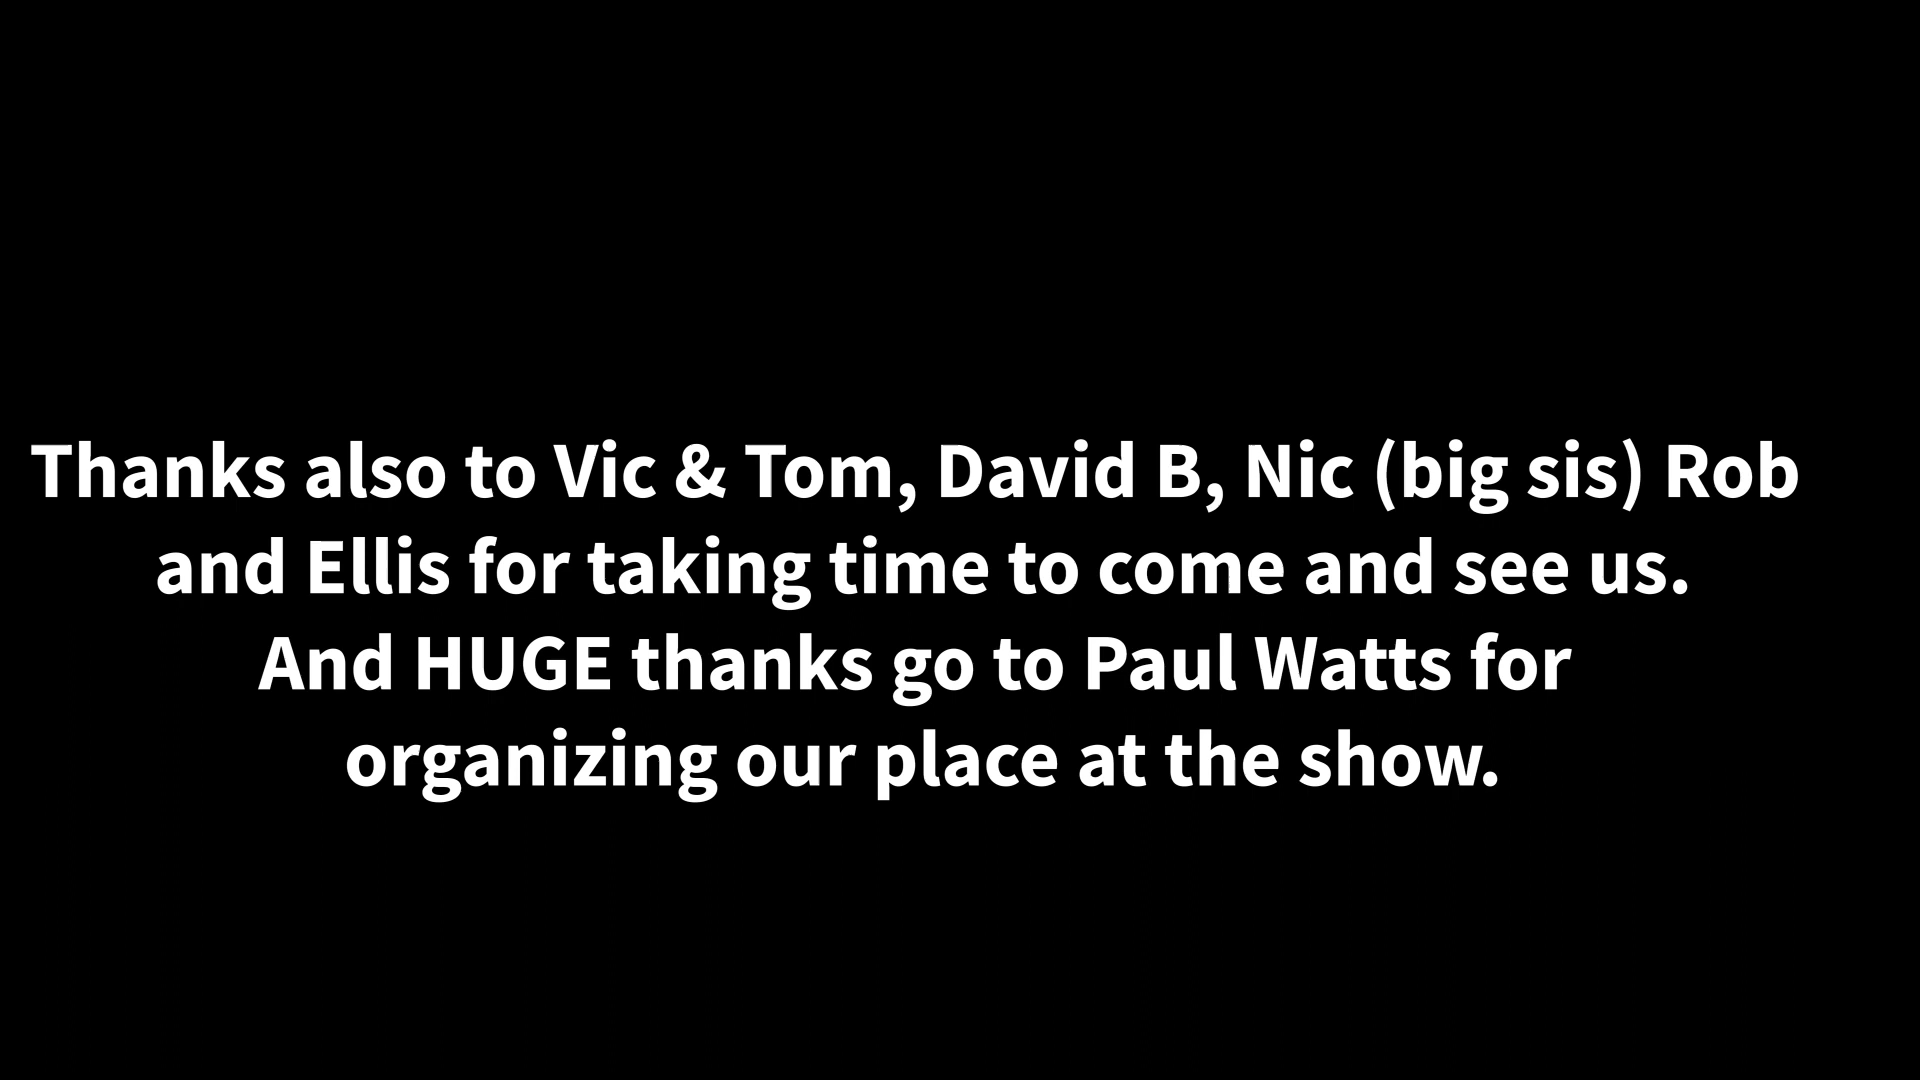 Thanks also to Vic & Tom, David B, Nic (big sis) Rob
and Ellis for taking time to come and see us.
And HUGE thanks go to Paul Watts for
organizing our place at the show.